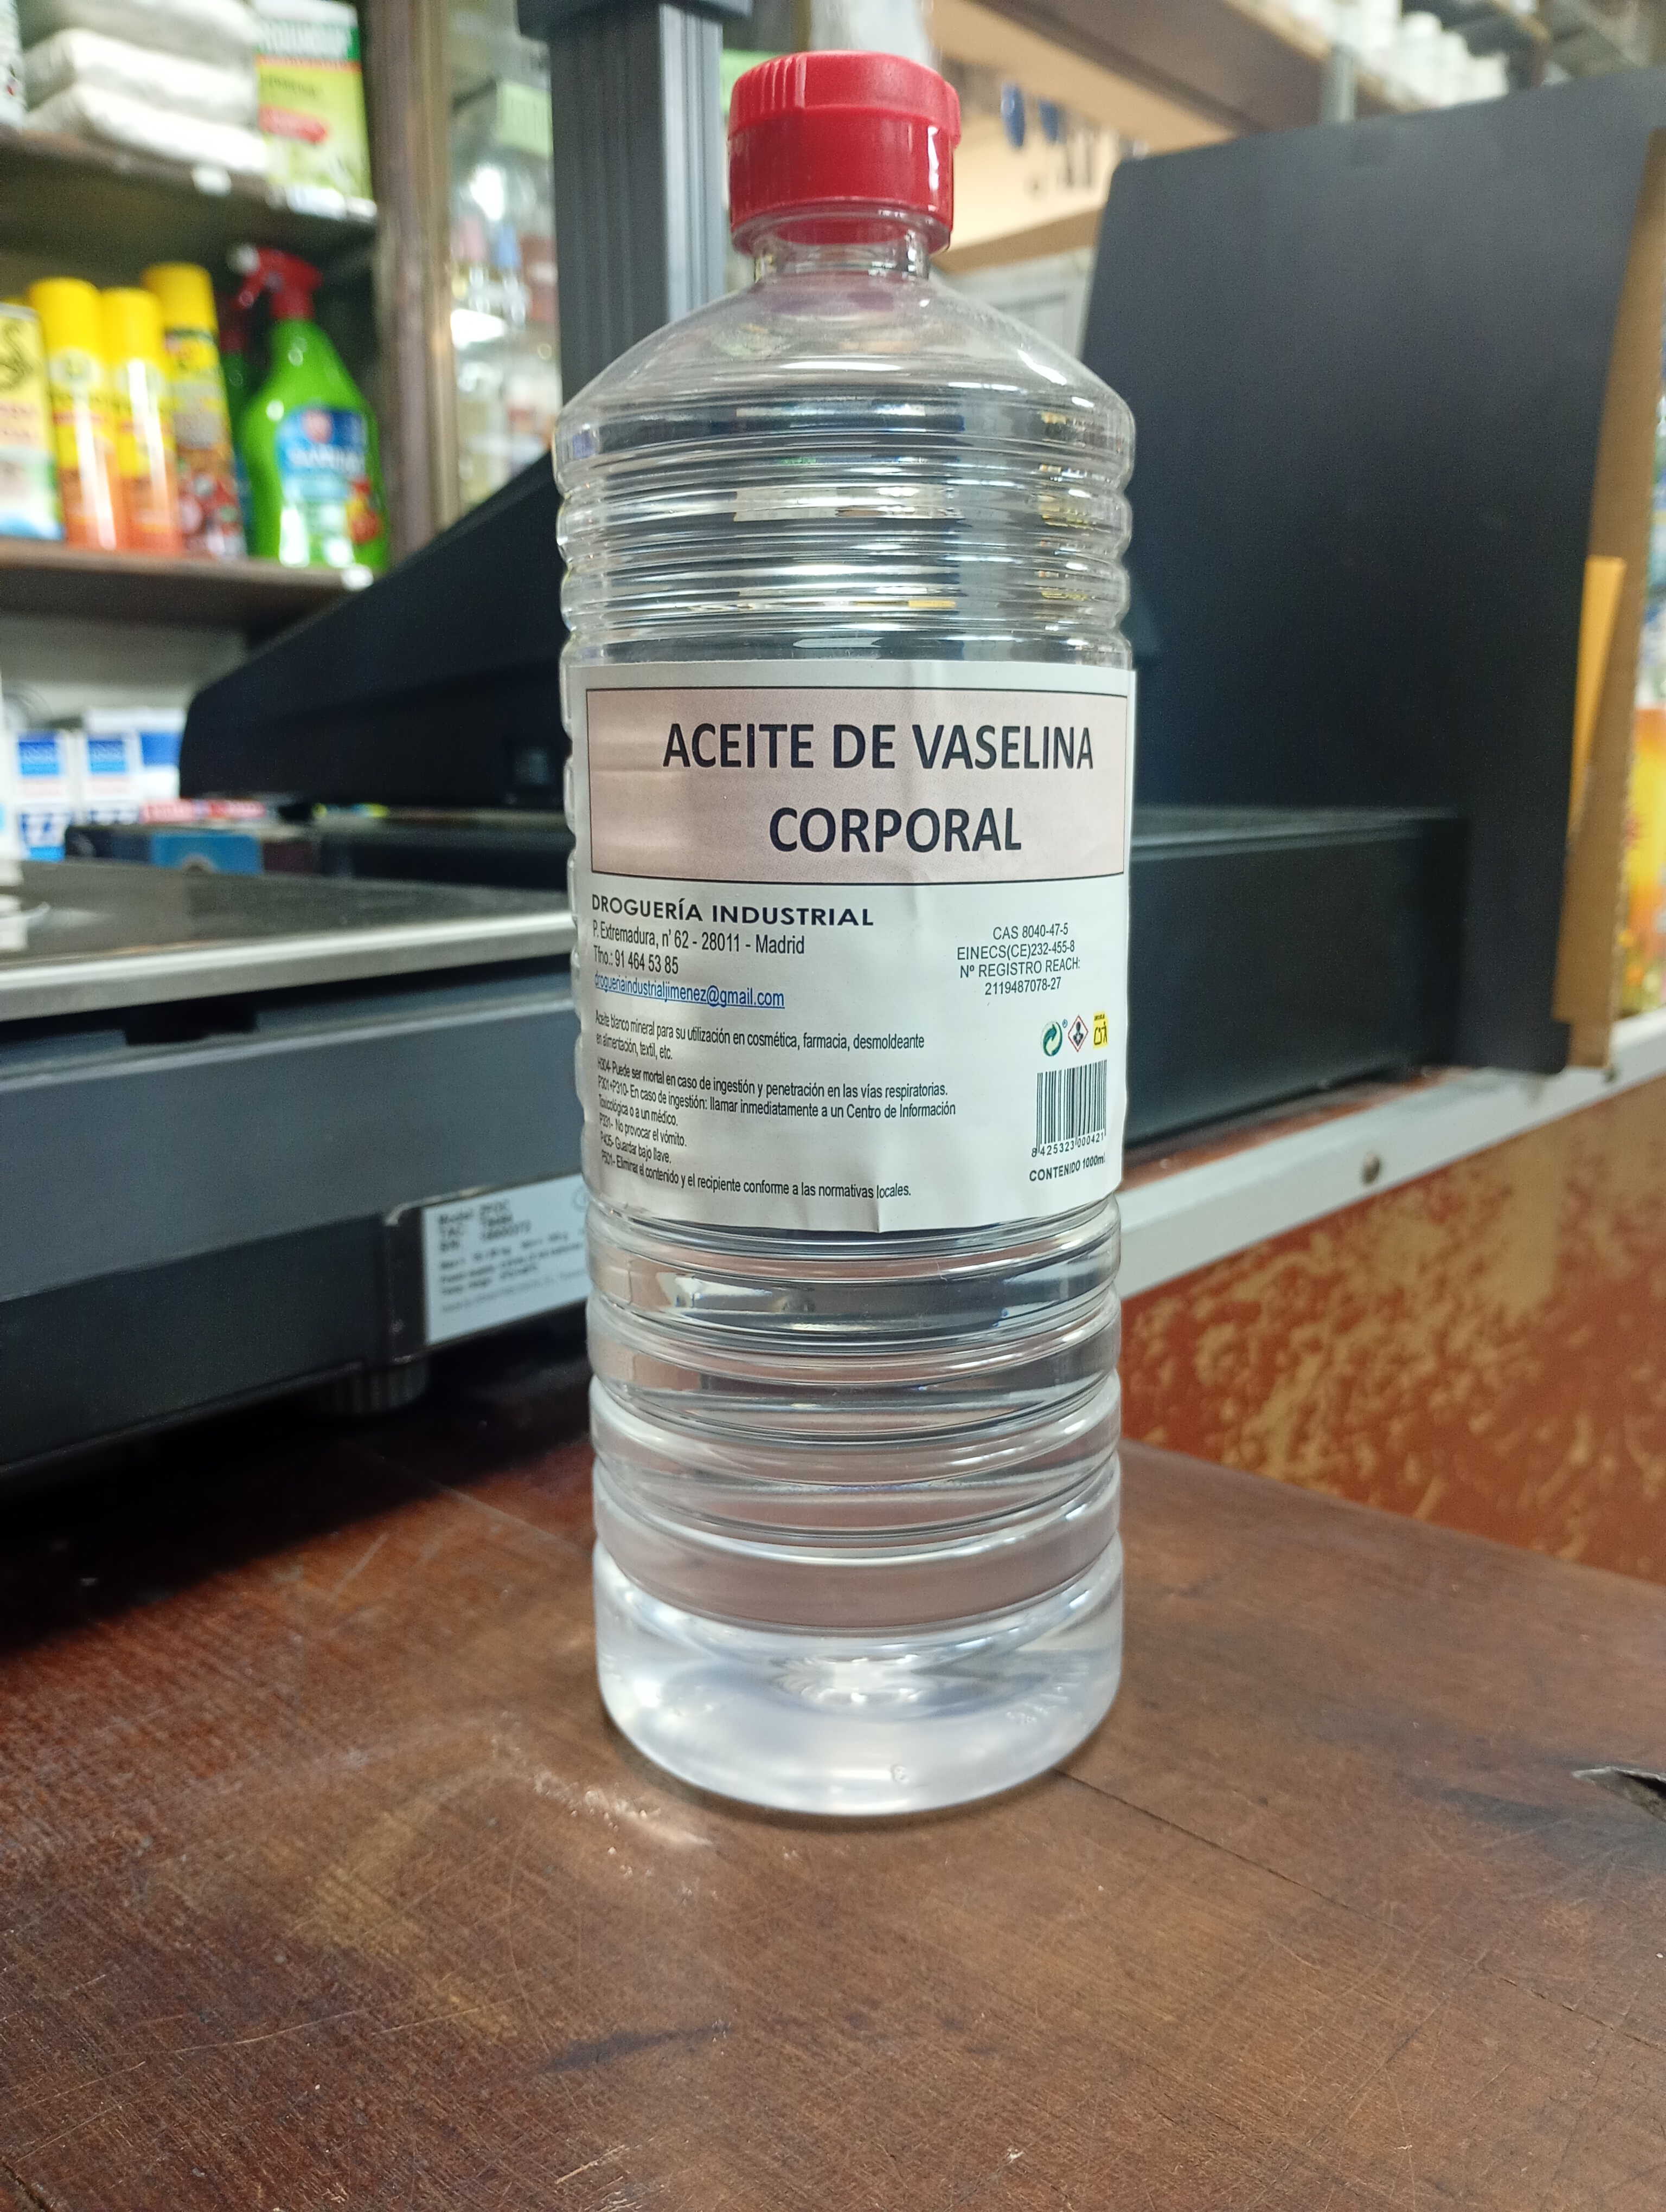 ACEITE DE VASELINA
CORPORAL
DROGUERÍA INDUSTRIAL
P. Extremadura, nº 62 - 28011 - Madrid
Tfno.: 91 464 53 85
drogueriaindustrialjimenez@gmail.com
CAS 8040-47-5
EINECS(CE)232-455-8
Nº REGISTRO REACH:
2119487078-27
Aceite blanco mineral para su utilización en cosmética, farmacia, desmoldeante
en alimentación, textil, etc.
H304- Puede ser mortal en caso de ingestión y penetración en las vías respiratorias.
P301+P310- En caso de ingestión: llamar inmediatamente a un Centro de Información
Toxicológica o a un médico.
P331- No provocar el vómito.
P405- Guardar bajo llave.
P501- Eliminar el contenido y el recipiente conforme a las normativas locales.
8 425323 000421
CONTENIDO 1000ml